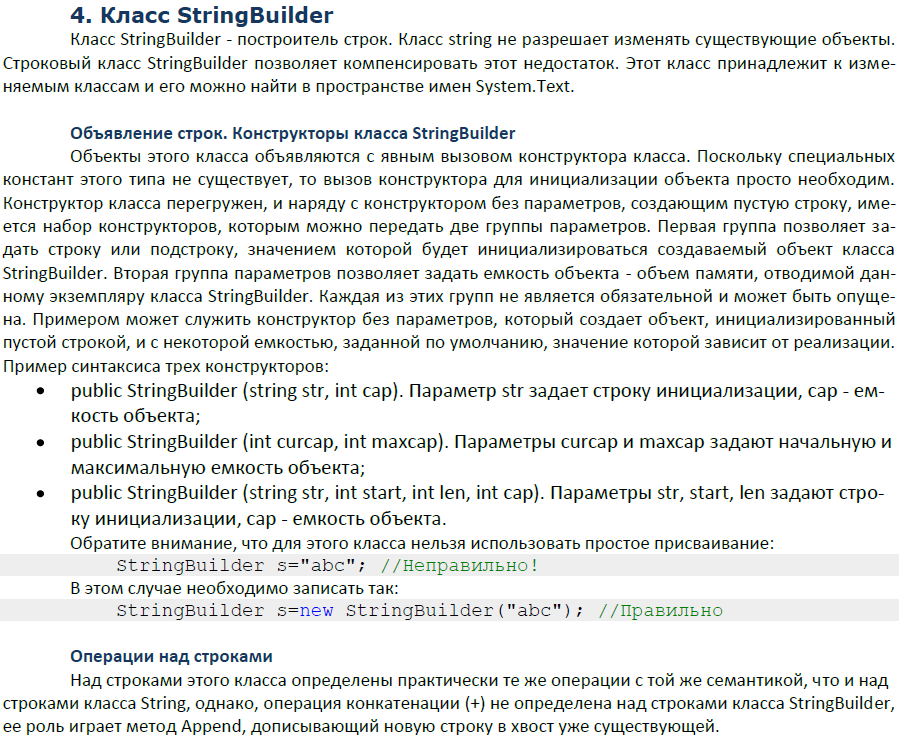 4. Класс StringBuilder
Класс StringBuilder - построитель строк. Класс string не разрешает изменять существующие объекты.
Строковый класс StringBuilder позволяет компенсировать этот недостаток. Этот класс принадлежит к изме-
няемым классам и его можно найти в пространстве имен System.Text.
Объявление строк. Конструкторы класса StringBuilder
Объекты этого класса объявляются с явным вызовом конструктора класса. Поскольку специальных
констант этого типа не существует, то вызов конструктора для инициализации объекта просто необходим.
Конструктор класса перегружен, и наряду с конструктором без параметров, создающим пустую строку, име-
ется набор конструкторов, которым можно передать две группы параметров. Первая группа позволяет за-
дать строку или подстроку, значением которой будет инициализироваться создаваемый объект класса
StringBuilder. Вторая группа параметров позволяет задать емкость объекта - объем памяти, отводимой дан-
ному экземпляру класса StringBuilder. Каждая из этих групп не является обязательной и может быть опуще-
на. Примером может служить конструктор без параметров, который создает объект, инициализированный
пустой строкой, и с некоторой емкостью, заданной по умолчанию, значение которой зависит от реализации.
Пример синтаксиса трех конструкторов:
• public StringBuilder (string str, int cap). Параметр str задает строку инициализации, cap - ем-
кость объекта;
• public StringBuilder (int curcap, int maxcap). Параметры curcap и maxcap задают начальную и
максимальную емкость объекта;
• public StringBuilder (string str, int start, int len, int cap). Параметры str, start, len задают стро-
ку инициализации, cap - емкость объекта.
Обратите внимание, что для этого класса нельзя использовать простое присваивание:
StringBuilder s="abc"; //Неправильно!
В этом случае необходимо записать так:
StringBuilder s=new StringBuilder("abc"); //Правильно
Операции над строками
Над строками этого класса определены практически те же операции с той же семантикой, что и над
строками класса String, однако, операция конкатенации (+) не определена над строками класса StringBuilder,
ее роль играет метод Append, дописывающий новую строку в хвост уже существующей.